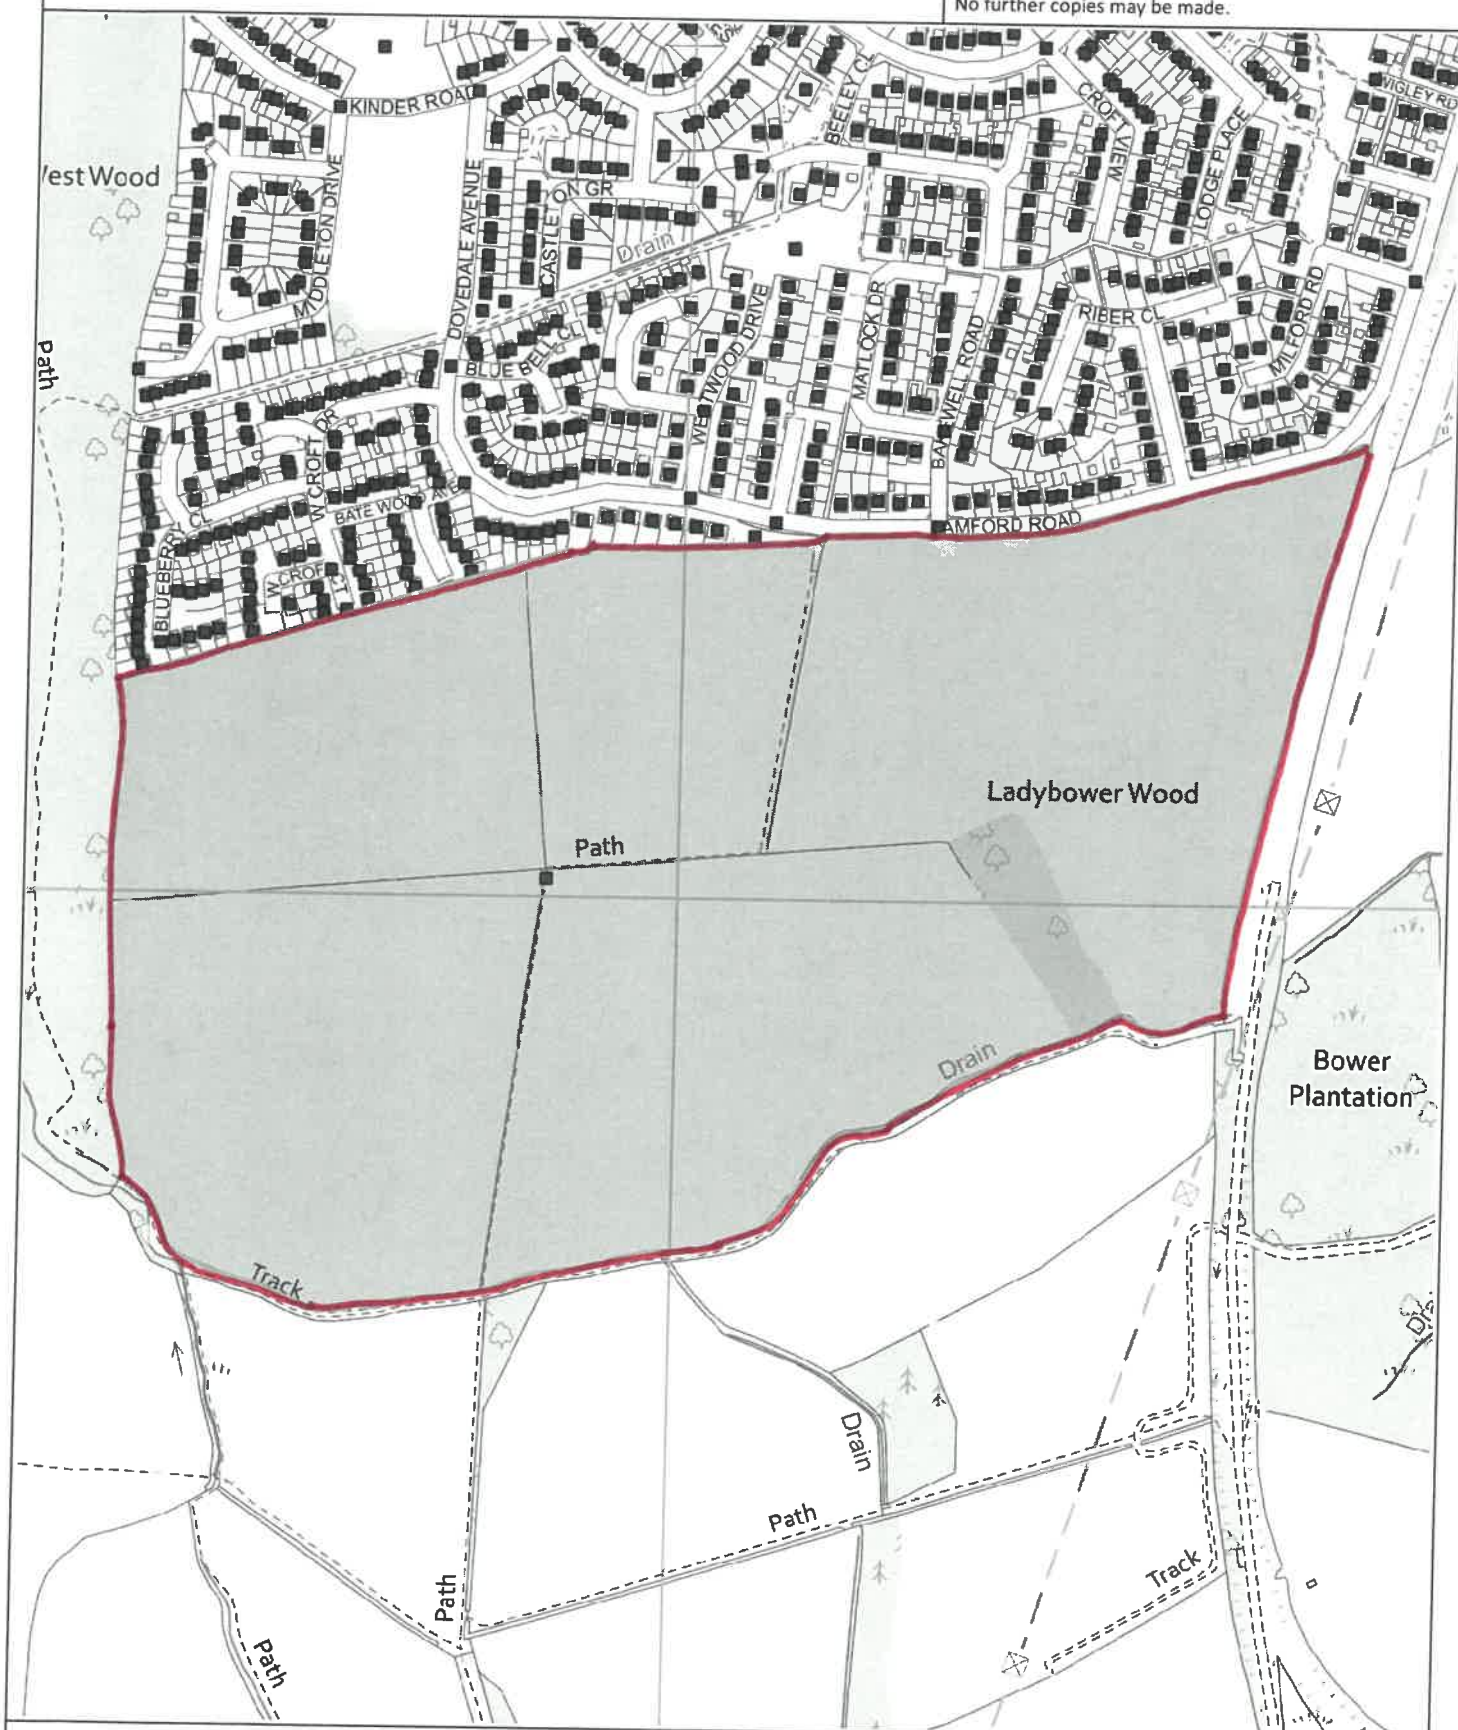 No further copies may be made.
KINDER ROAD
BEELEY CL
CROFT VIEW
LODGE PLACE
WIGLEY RD
est Wood
MIDDLETON DRIVE
DOVEDALE AVENUE
CASTLETON GR
Drain
Path
BLUE BELL CL
WESTWOOD DRIVE
MATLOCK DR
BAKEWELL ROAD
RIBER CL
MILFORD RD
W CROFT DR
BATE WOOD AVE
BLUEBERRY CL
W CROFT
CT
AMFORD ROAD
Ladybower Wood
Path
Drain
Bower
Plantation
Track
Drain
Path
Path
Track
Path